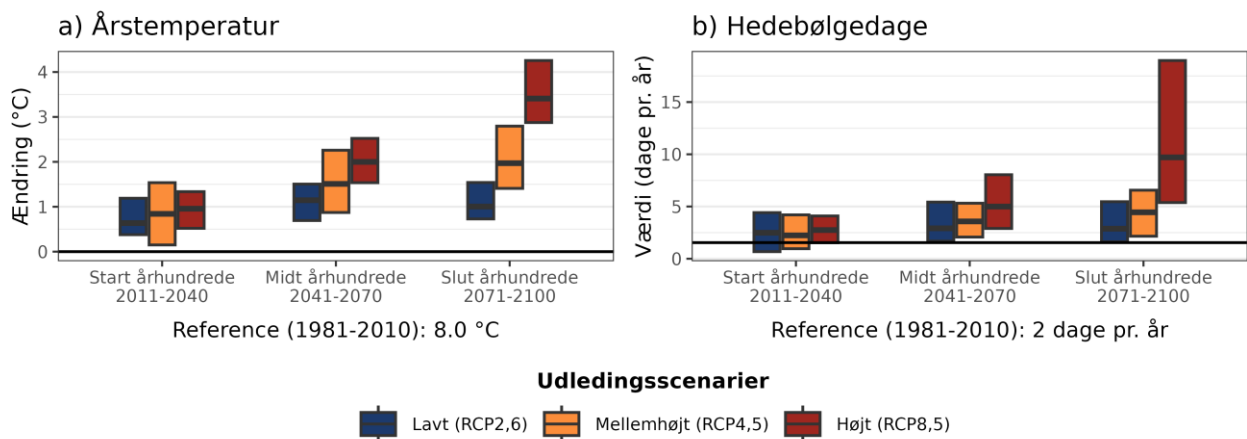 a) Årstemperatur
Ændring (°C)
4
3
2
1
0
Start århundrede
2011-2040
Midt århundrede
2041-2070
Slut århundrede
2071-2100
Reference (1981-2010): 8.0 °C
b) Hedebølgedage
Værdi (dage pr. år)
15
10
5
0
Start århundrede
2011-2040
Midt århundrede
2041-2070
Slut århundrede
2071-2100
Reference (1981-2010): 2 dage pr. år
Udledingsscenarier
Lavt (RCP2,6)
Mellemhøjt (RCP4,5)
Højt (RCP8,5)